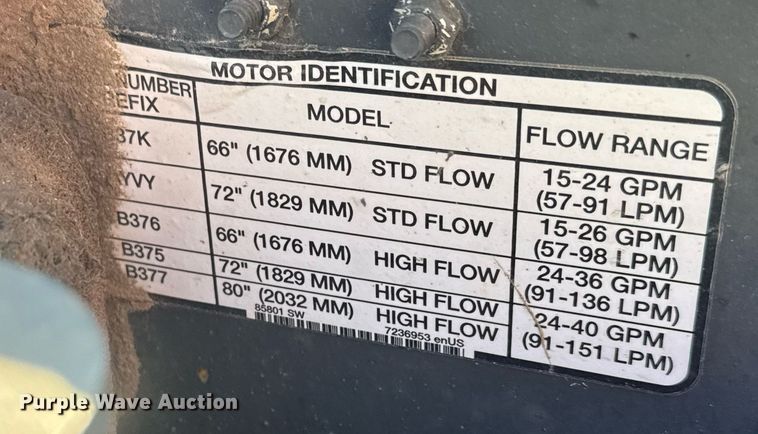 MOTOR IDENTIFICATION
NUMBER
EFIX
MODEL
FLOW RANGE
37K
66" (1676 MM) STD FLOW
15-24 GPM
(57-91 LPM)
YVY
72" (1829 MM) STD FLOW
15-26 GPM
(57-98 LPM)
B376
66" (1676 MM) HIGH FLOW
24-36 GPM
(91-136 LPM)
B375
72" (1829 MM) HIGH FLOW
B377
80" (2032 MM) HIGH FLOW
24-40 GPM
(91-151 LPM)
85801 SW
7236953 enUS
Purple Wave Auction